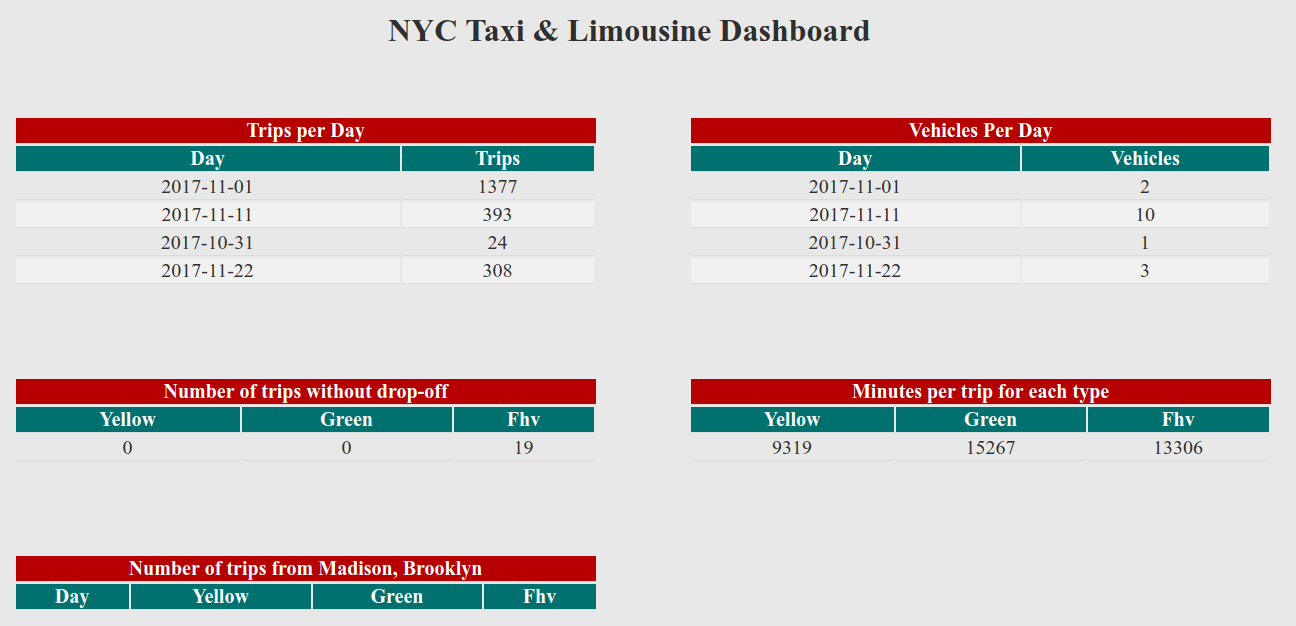 NYC Taxi & Limousine Dashboard
Trips per Day
Day Trips
2017-11-01 1377
2017-11-11 393
2017-10-31 24
2017-11-22 308
Vehicles Per Day
Day Vehicles
2017-11-01 2
2017-11-11 10
2017-10-31 1
2017-11-22 3
Number of trips without drop-off
Yellow Green Fhv
0 0 19
Minutes per trip for each type
Yellow Green Fhv
9319 15267 13306
Number of trips from Madison, Brooklyn
Day Yellow Green Fhv